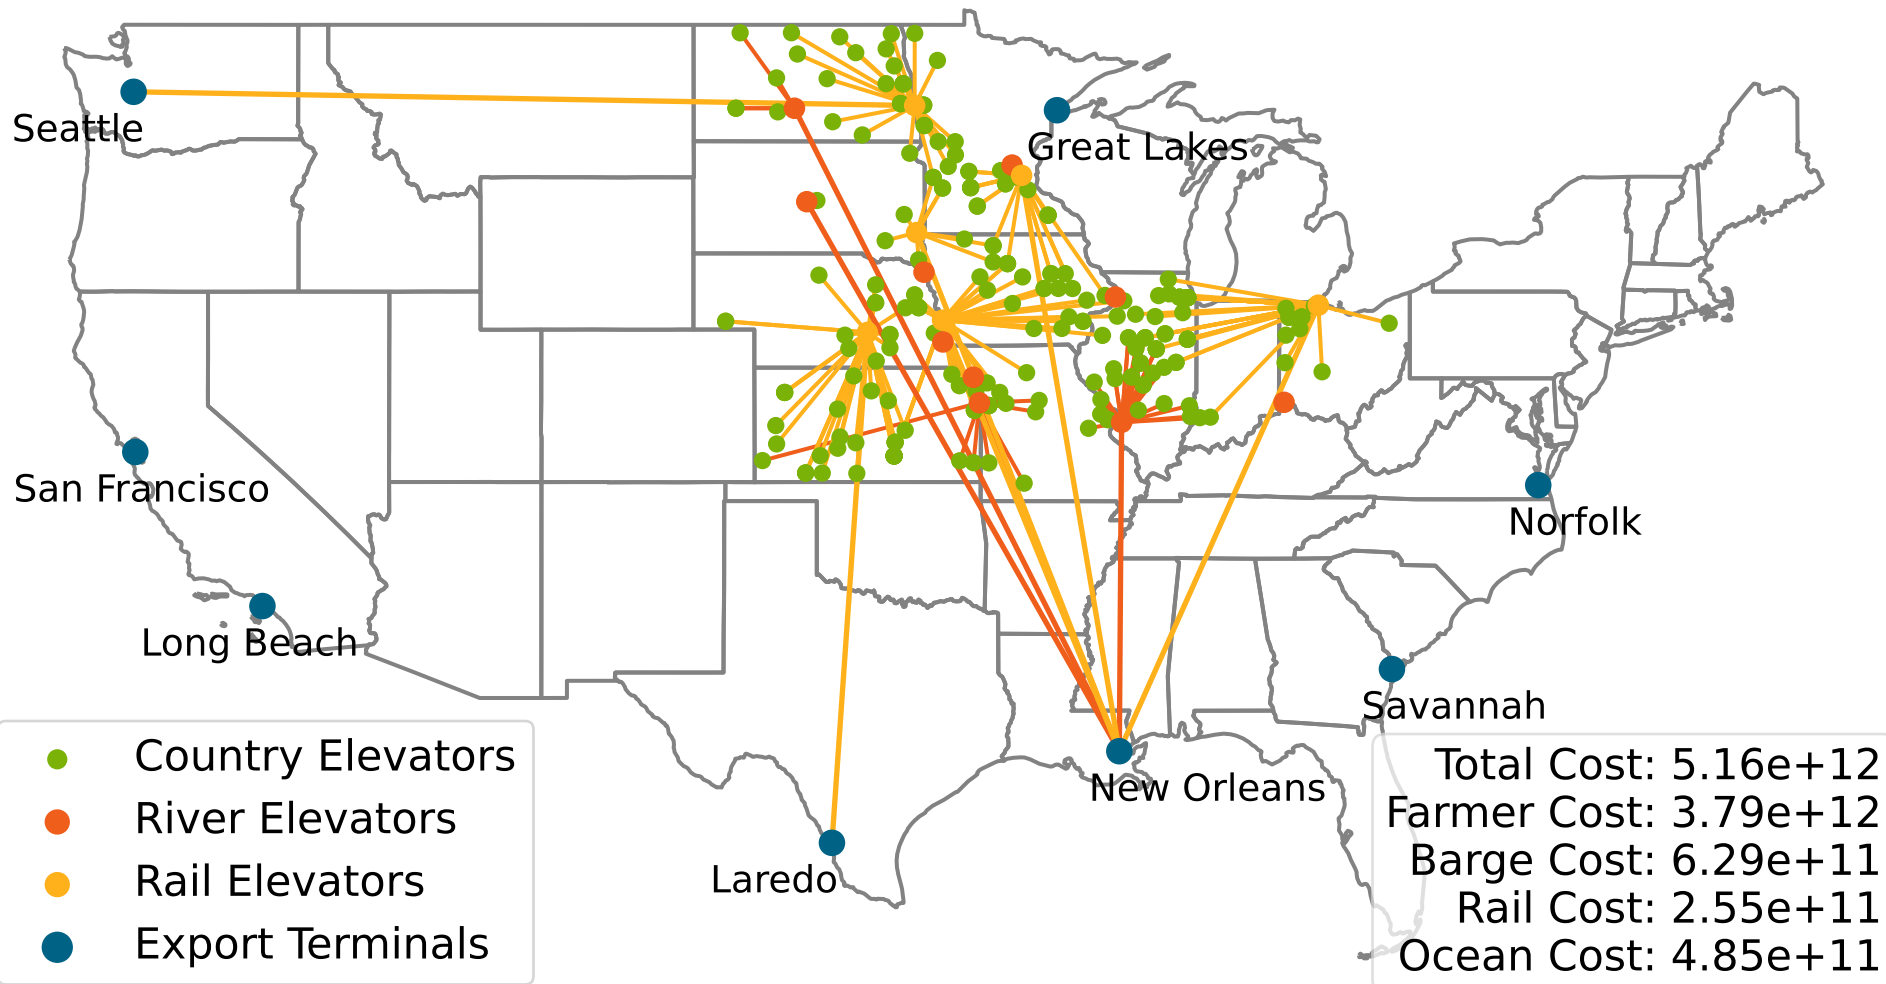 Seattle
Great Lakes
San Francisco
Norfolk
Long Beach
Savannah
New Orleans
Laredo
Country Elevators
River Elevators
Rail Elevators
Export Terminals
Total Cost: 5.16e+12
Farmer Cost: 3.79e+12
Barge Cost: 6.29e+11
Rail Cost: 2.55e+11
Ocean Cost: 4.85e+11